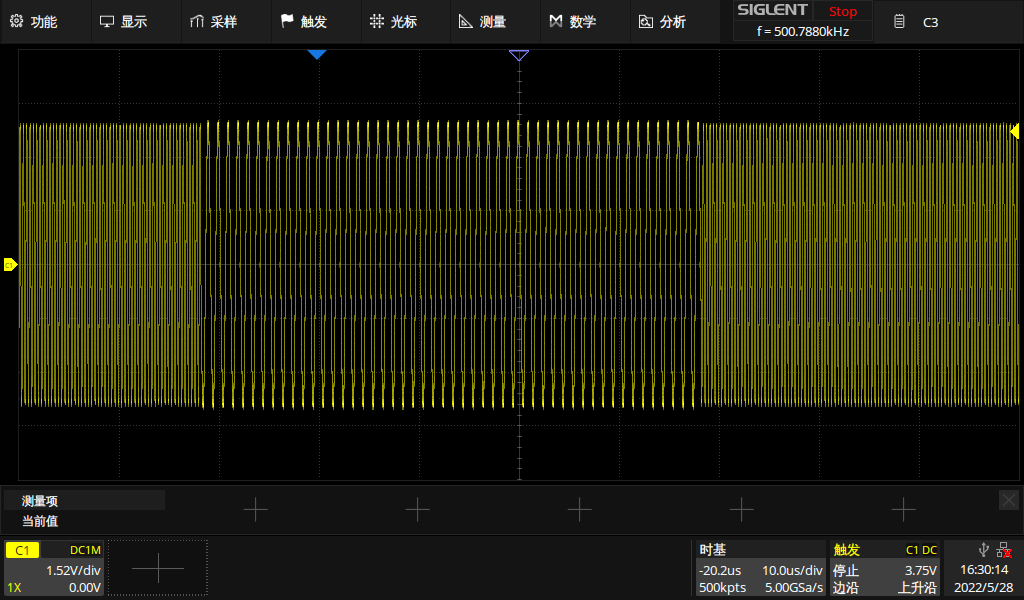 功能 显示 采样 触发 光标 测量 数学 分析 SIGLENT Stop C3
f = 500.7880kHz
C1
测量项
当前值
C1 DC1M 时基 触发 C1 DC
1.52V/div -20.2us 10.0us/div 停止 3.75V 16:30:14
1X 0.00V 500kpts 5.00GSa/s 边沿 上升沿 2022/5/28